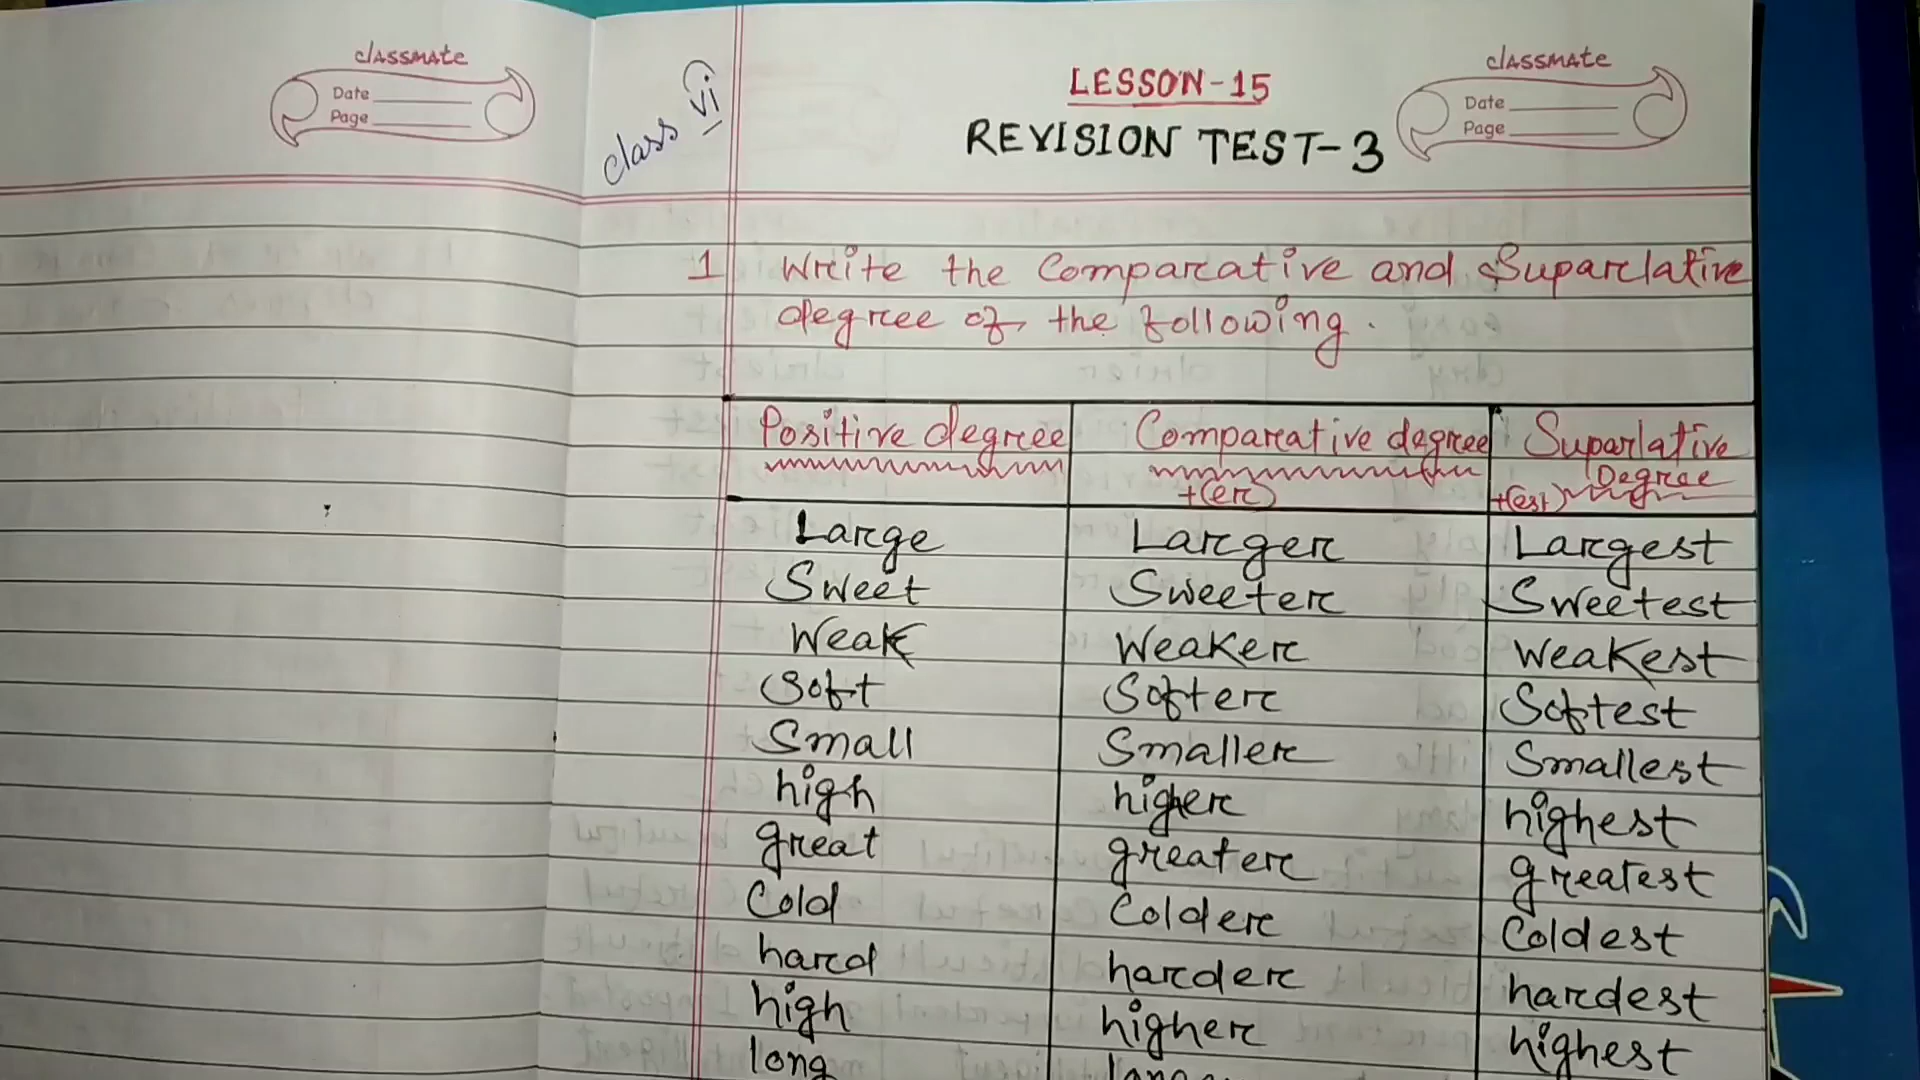 classmate
Date
Page
class vi
LESSON-15
REVISION TEST-3
classmate
Date
Page
1 Write the Comparative and Suparlative
degree of the following.
Positive degree Comparative degree Suparlative
+(er) +(est) Degree
Large Larger Largest
Sweet Sweeter Sweetest
Weak Weaker Weakest
Soft Softer Softest
Small Smaller Smallest
high higher highest
great greater greatest
Cold Colder Coldest
hard harder hardest
high higher highest
long